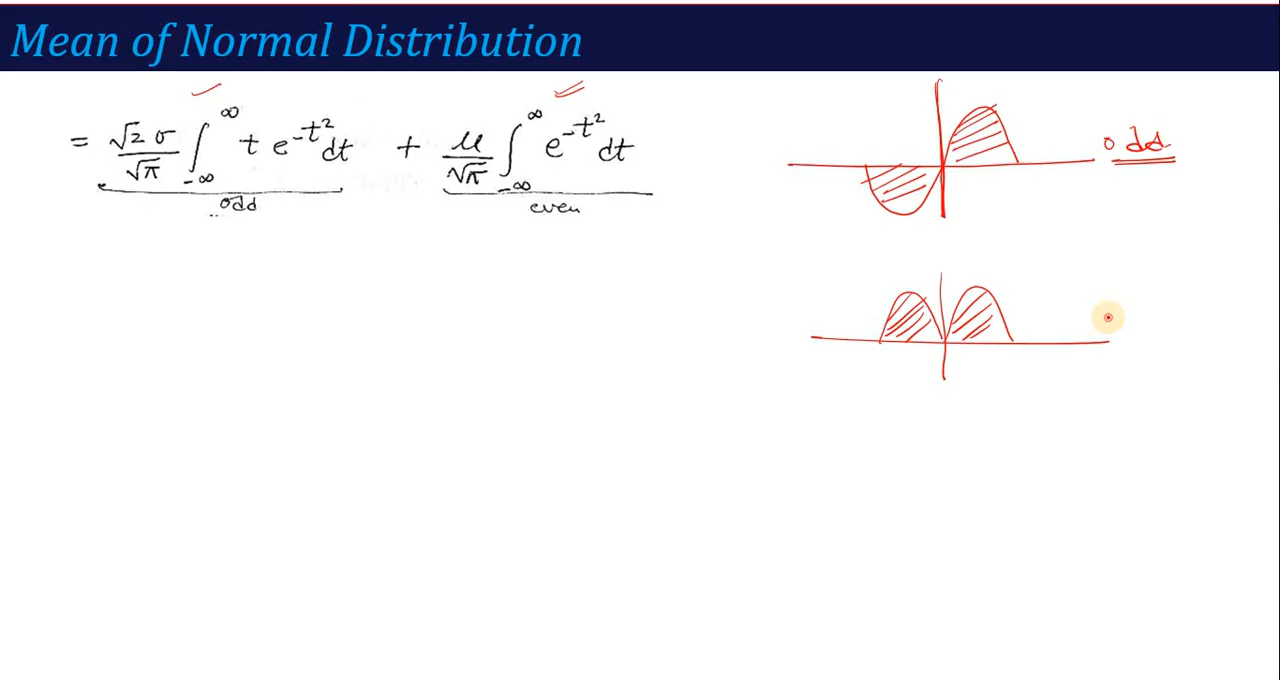 Mean of Normal Distribution
= √2 σ/√π ∫_{-∞}^{∞} t e^{-t²} dt + μ/√π ∫_{-∞}^{∞} e^{-t²} dt
odd even
odd